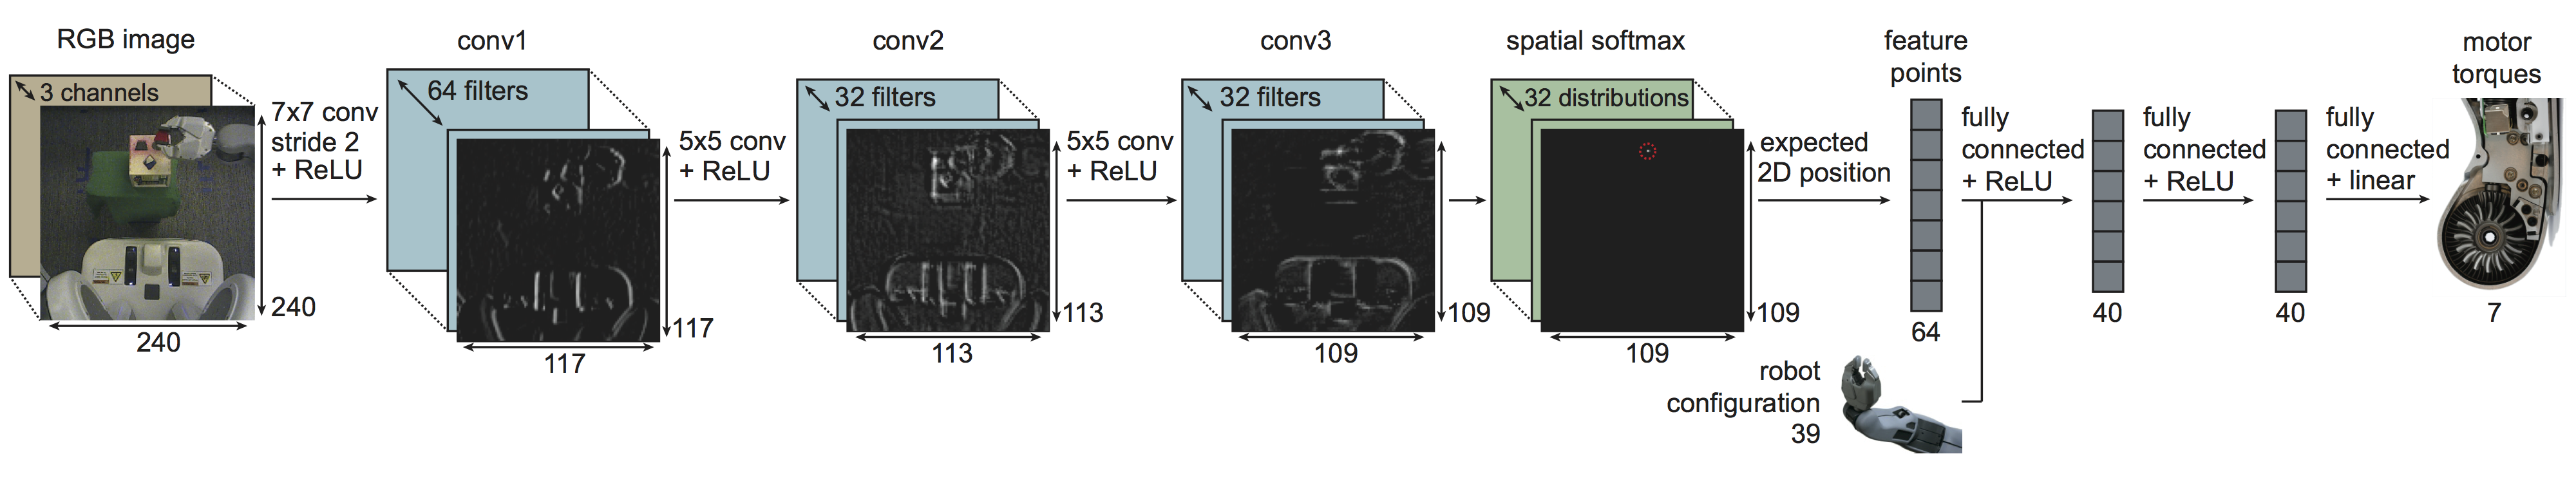 RGB image
3 channels
240
240
7x7 conv
stride 2
+ ReLU
conv1
64 filters
117
117
5x5 conv
+ ReLU
conv2
32 filters
113
113
5x5 conv
+ ReLU
conv3
32 filters
109
109
spatial softmax
32 distributions
109
109
expected
2D position
feature
points
64
robot
configuration
39
fully
connected
+ ReLU
40
fully
connected
+ ReLU
40
fully
connected
+ linear
motor
torques
7